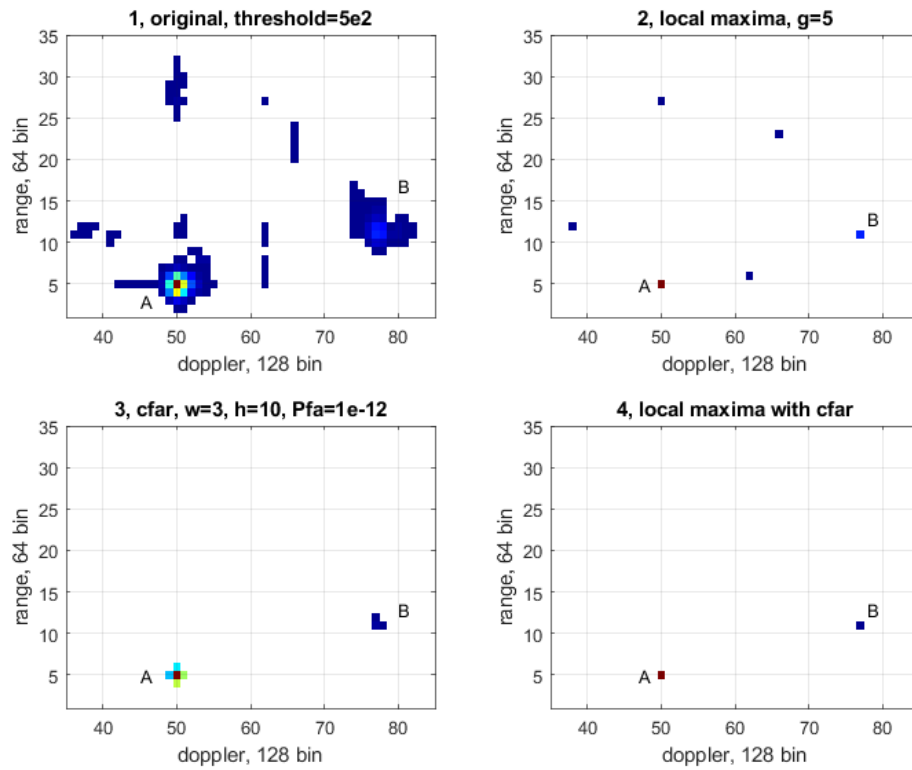 1, original, threshold=5e2
35
30
25
20
15
10
5
range, 64 bin
B
A
40 50 60 70 80
doppler, 128 bin
2, local maxima, g=5
35
30
25
20
15
10
5
range, 64 bin
B
A
40 50 60 70 80
doppler, 128 bin
3, cfar, w=3, h=10, Pfa=1e-12
35
30
25
20
15
10
5
range, 64 bin
B
A
40 50 60 70 80
doppler, 128 bin
4, local maxima with cfar
35
30
25
20
15
10
5
range, 64 bin
B
A
40 50 60 70 80
doppler, 128 bin